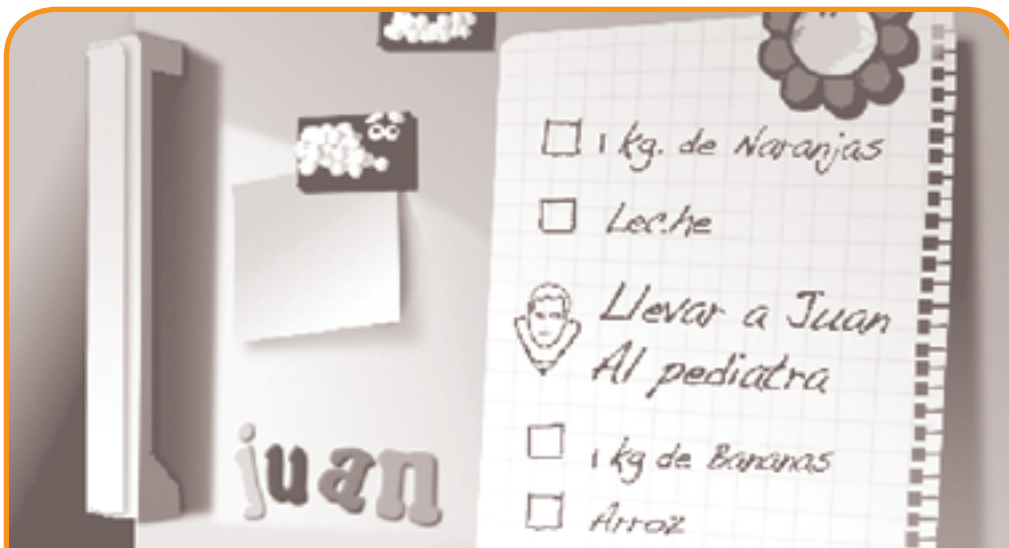 1 kg. de Naranjas
Leche
Llevar a Juan
Al pediatra
1 kg de Bananas
Arroz
juan